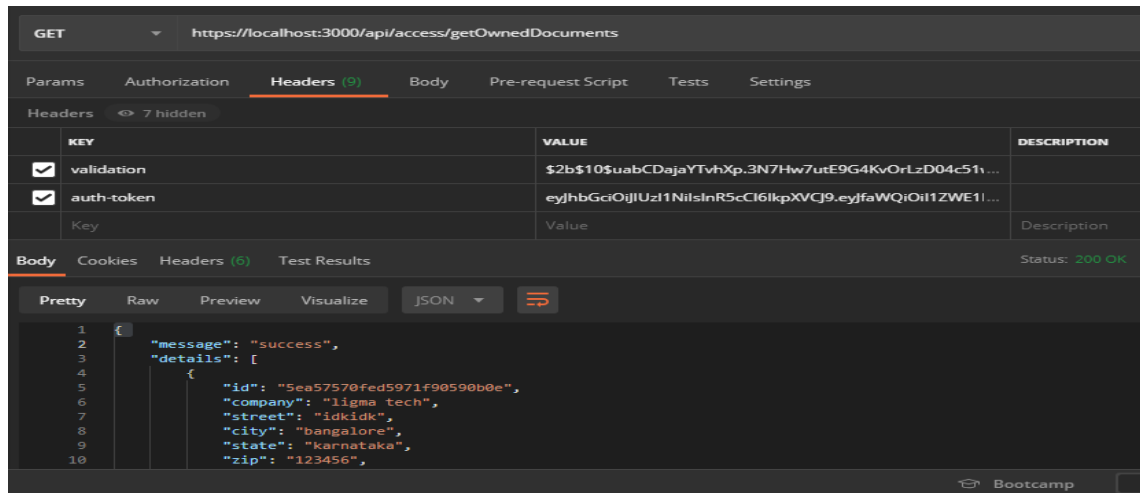 GET https://localhost:3000/api/access/getOwnedDocuments
Params Authorization Headers (9) Body Pre-request Script Tests Settings
Headers 7 hidden
KEY VALUE DESCRIPTION
validation $2b$10$uabCDajaYTvhXp.3N7Hw7utE9G4KvOrLzD04c51v...
auth-token eyJhbGciOiJIUzI1NiIsInR5cCI6IkpXVCJ9.eyJfaWQiOiI1ZWE1I...
Key Value Description
Body Cookies Headers (6) Test Results Status: 200 OK
Pretty Raw Preview Visualize JSON
1 {
2 "message": "success",
3 "details": [
4 {
5 "id": "5ea57570fed5971f90590b0e",
6 "company": "ligma tech",
7 "street": "idkidk",
8 "city": "bangalore",
9 "state": "karnataka",
10 "zip": "123456",
Bootcamp